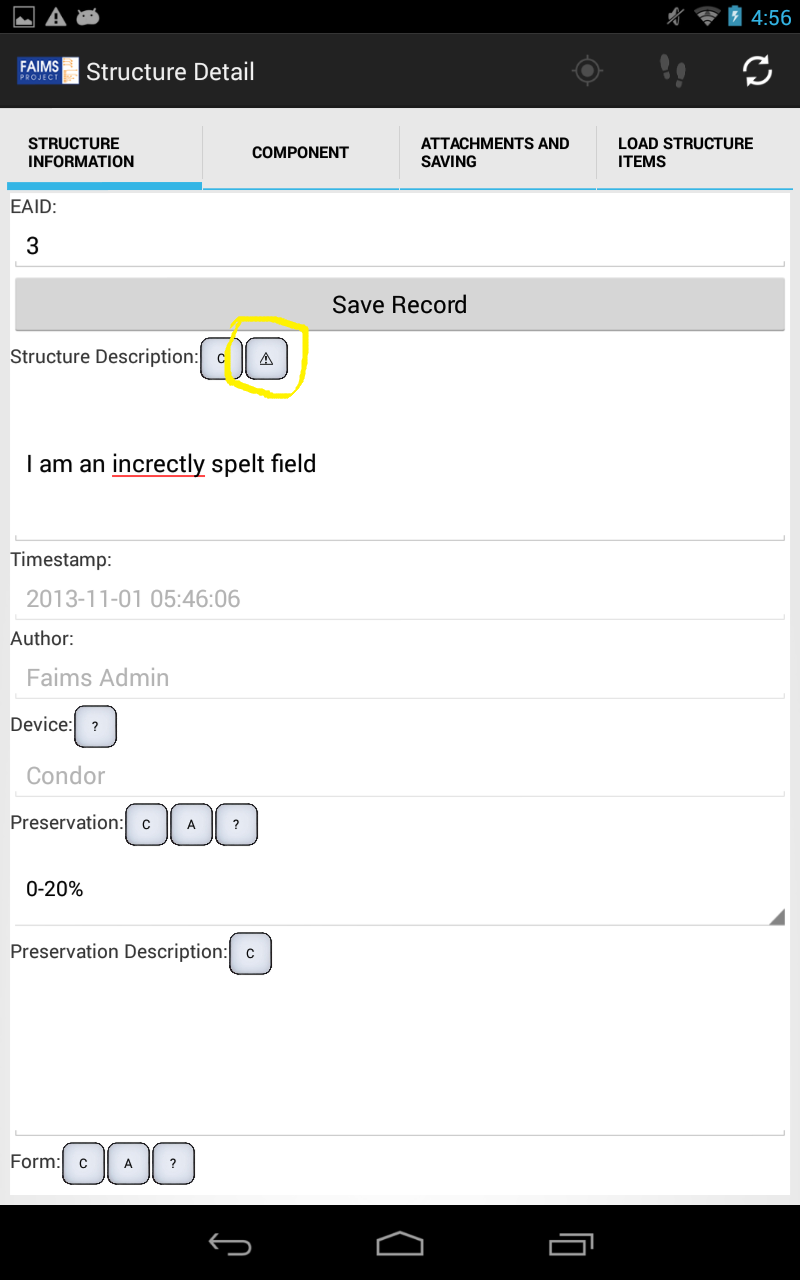 4:56
FAIMS
PROJECT
Structure Detail
STRUCTURE
INFORMATION
COMPONENT
ATTACHMENTS AND
SAVING
LOAD STRUCTURE
ITEMS
EAID:
3
Save Record
Structure Description: C ⚠
I am an increctly spelt field
Timestamp:
2013-11-01 05:46:06
Author:
Faims Admin
Device: ?
Condor
Preservation: C A ?
0-20%
Preservation Description: C
Form: C A ?